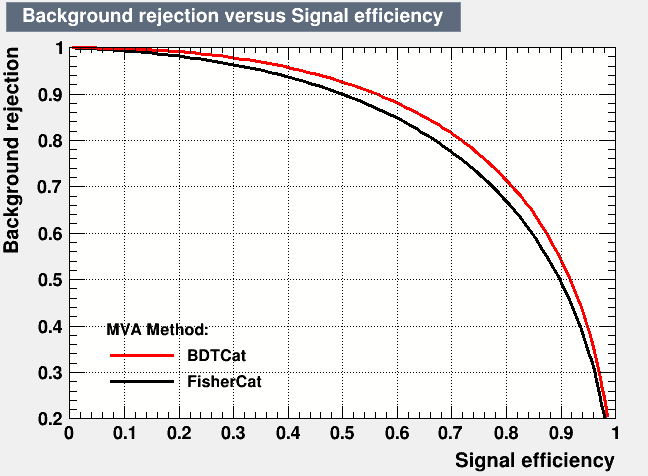 Background rejection versus Signal efficiency
Background rejection
1
0.9
0.8
0.7
0.6
0.5
0.4
0.3
0.2
MVA Method:
BDTCat
FisherCat
0 0.1 0.2 0.3 0.4 0.5 0.6 0.7 0.8 0.9 1
Signal efficiency